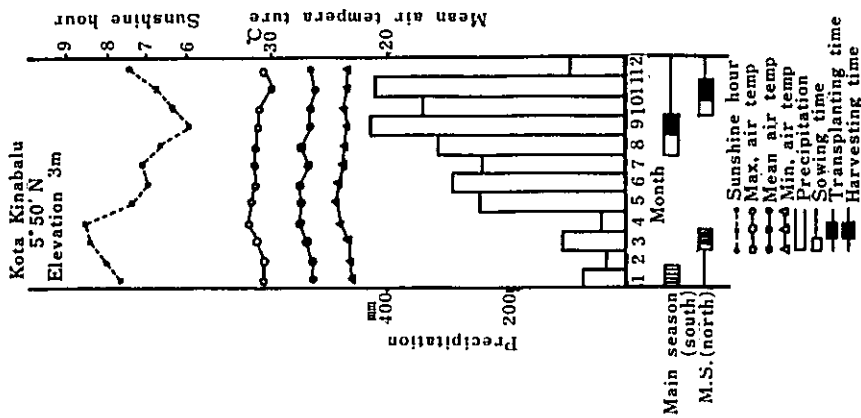 Kota Kinabalu
5°50' N
Elevation 3m
Sunshine hour
9
8
7
6
Mean air tempera ture
°C
30
20
mm
400
200
Precipitation
1 2 3 4 5 6 7 8 9 10 11 12
Month
Main season
(south)
M.S.(north)
Sunshine hour
Max. air temp
Mean air temp
Min. air temp
Precipitation
Sowing time
Transplanting time
Harvesting time